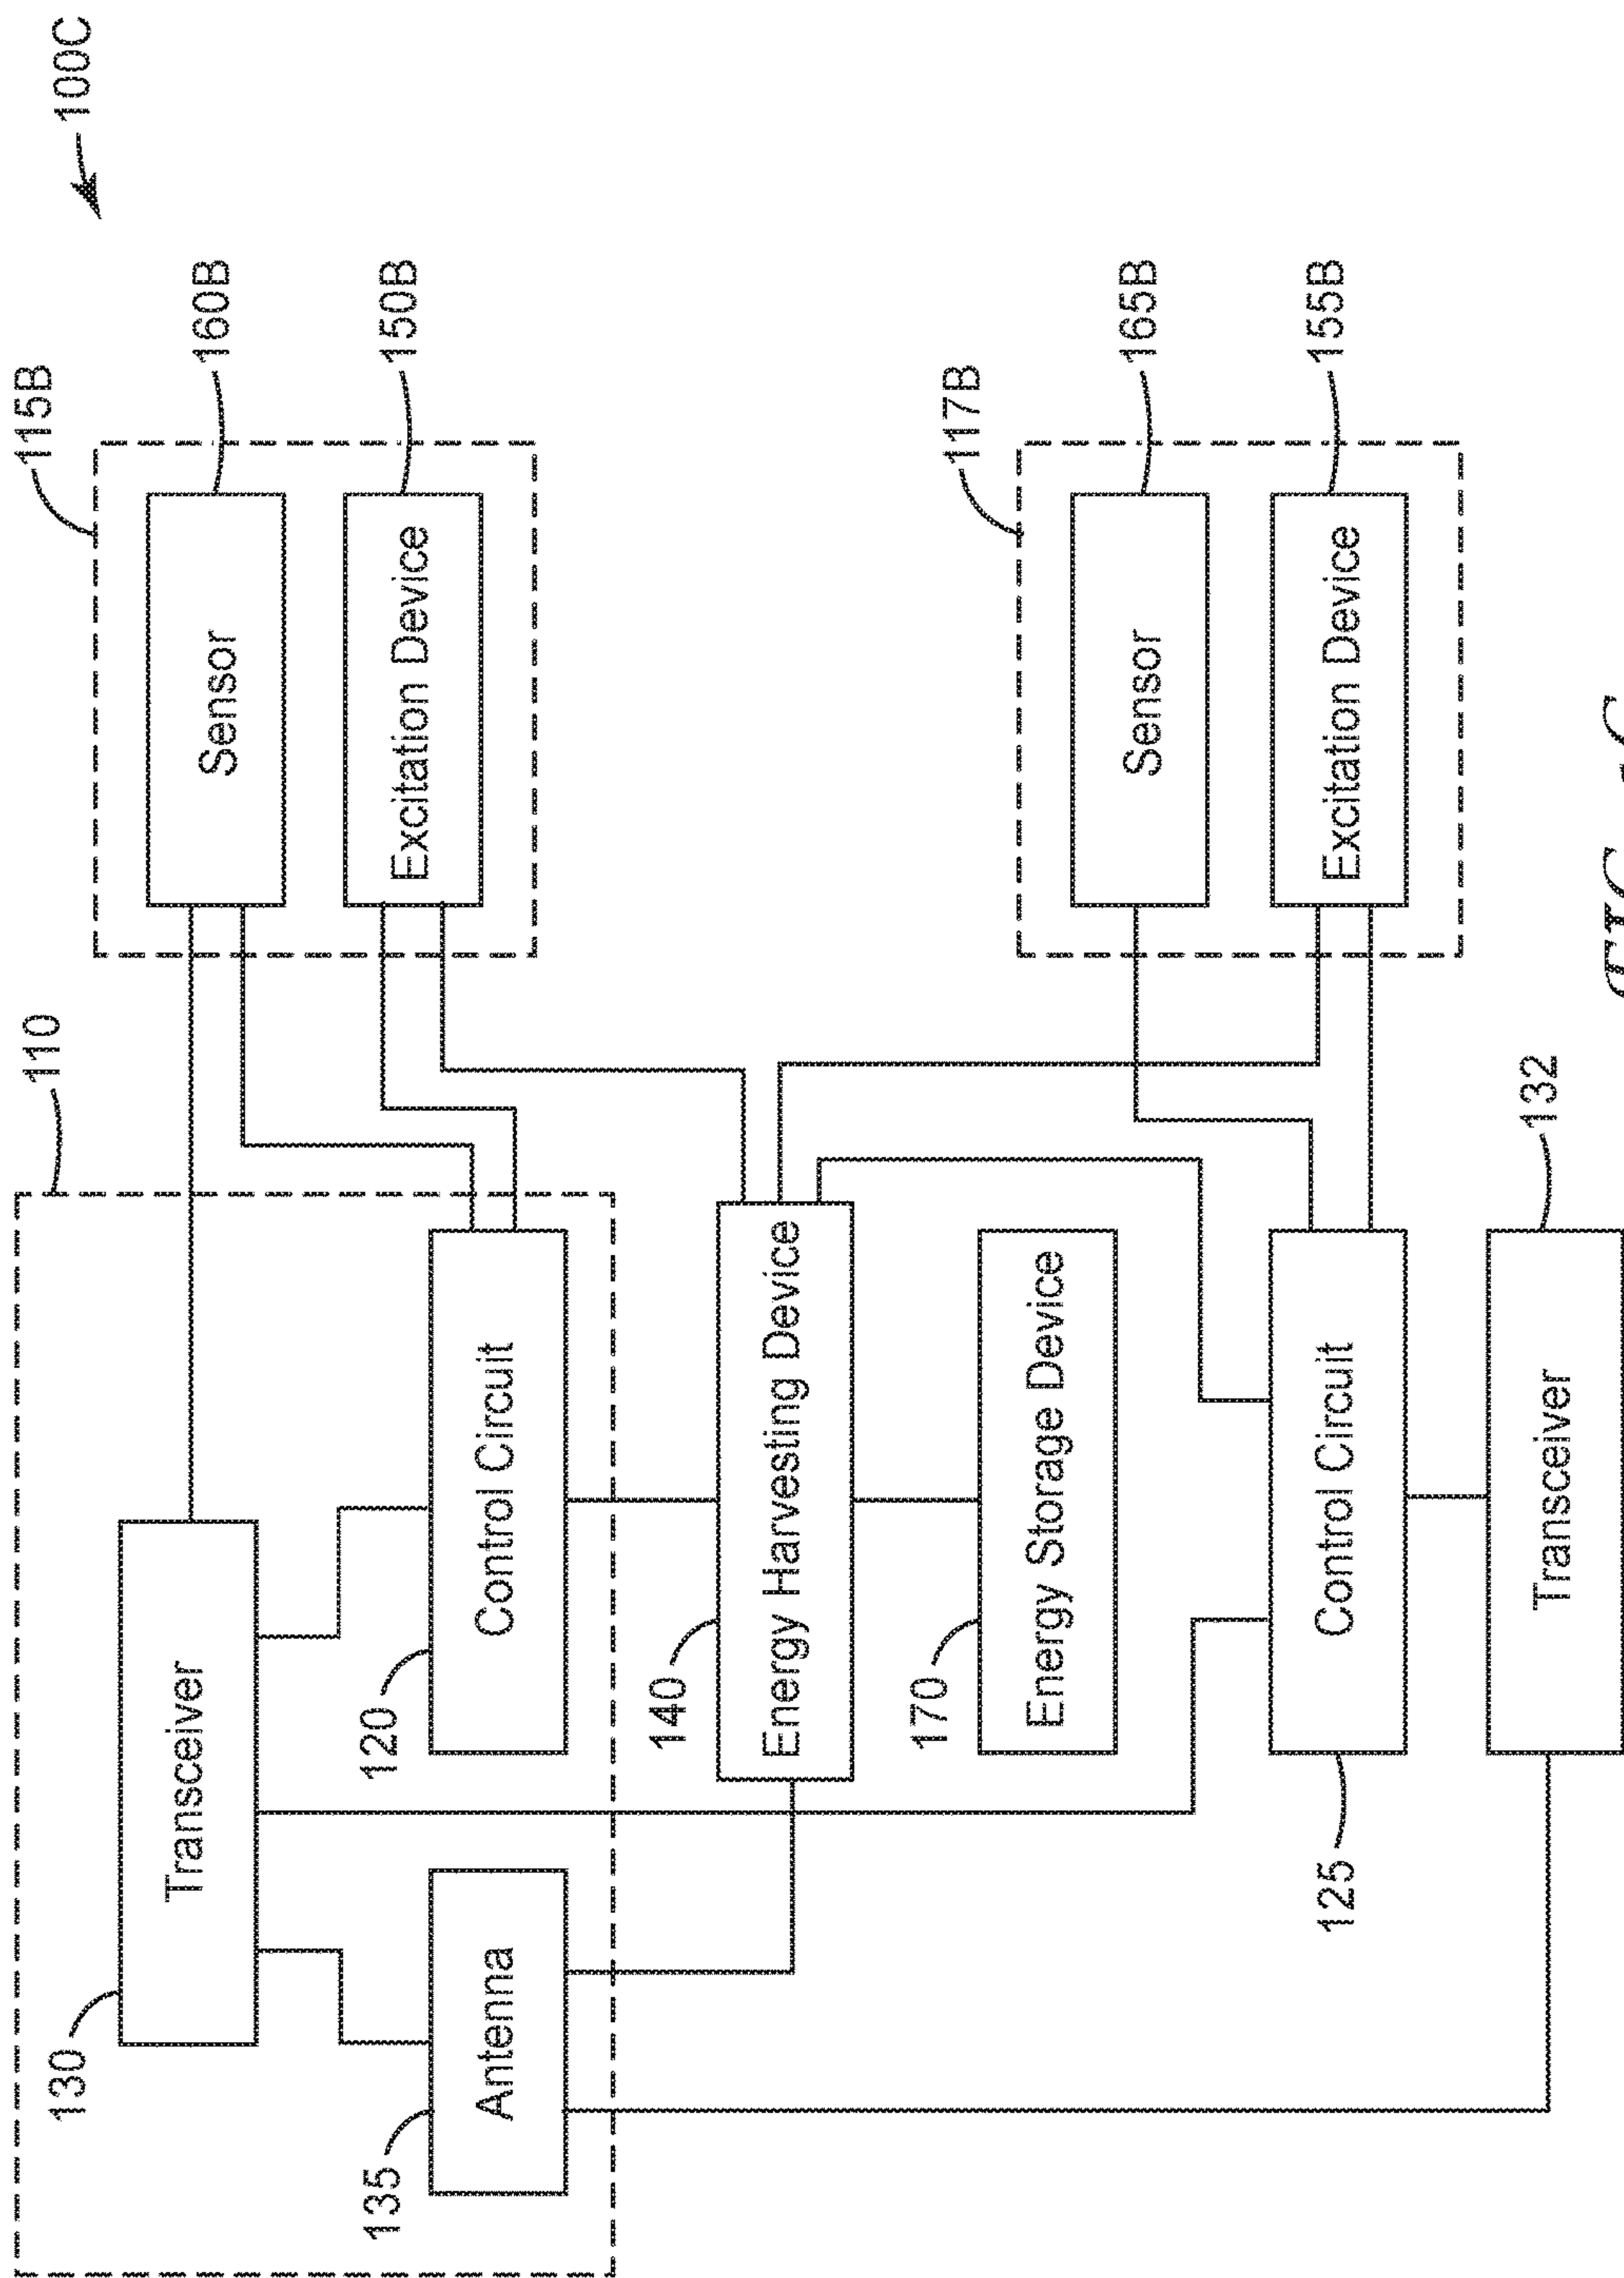 100C
110
115B
Transceiver
130
Sensor
160B
Antenna
135
Control Circuit
120
Excitation Device
150B
Energy Harvesting Device
140
Energy Storage Device
170
117B
Sensor
165B
Control Circuit
125
Excitation Device
155B
Transceiver
132